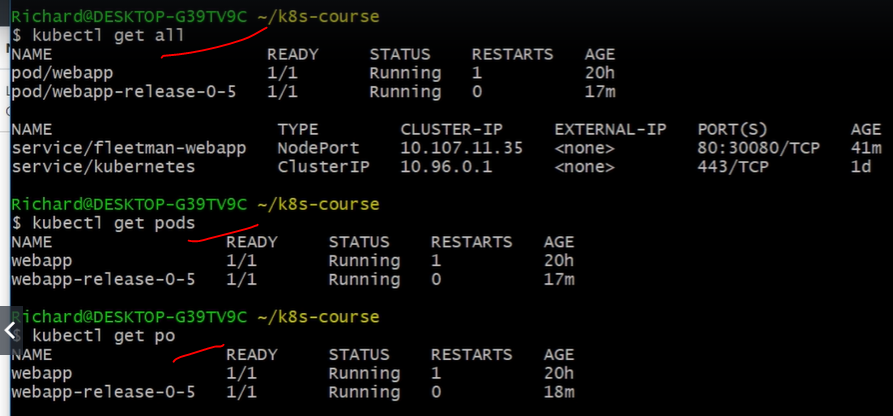 Richard@DESKTOP-G39TV9C ~/k8s-course
$ kubectl get all
NAME READY STATUS RESTARTS AGE
pod/webapp 1/1 Running 1 20h
pod/webapp-release-0-5 1/1 Running 0 17m
NAME TYPE CLUSTER-IP EXTERNAL-IP PORT(S) AGE
service/fleetman-webapp NodePort 10.107.11.35 <none> 80:30080/TCP 41m
service/kubernetes ClusterIP 10.96.0.1 <none> 443/TCP 1d
Richard@DESKTOP-G39TV9C ~/k8s-course
$ kubectl get pods
NAME READY STATUS RESTARTS AGE
webapp 1/1 Running 1 20h
webapp-release-0-5 1/1 Running 0 17m
Richard@DESKTOP-G39TV9C ~/k8s-course
$ kubectl get po
NAME READY STATUS RESTARTS AGE
webapp 1/1 Running 1 20h
webapp-release-0-5 1/1 Running 0 18m